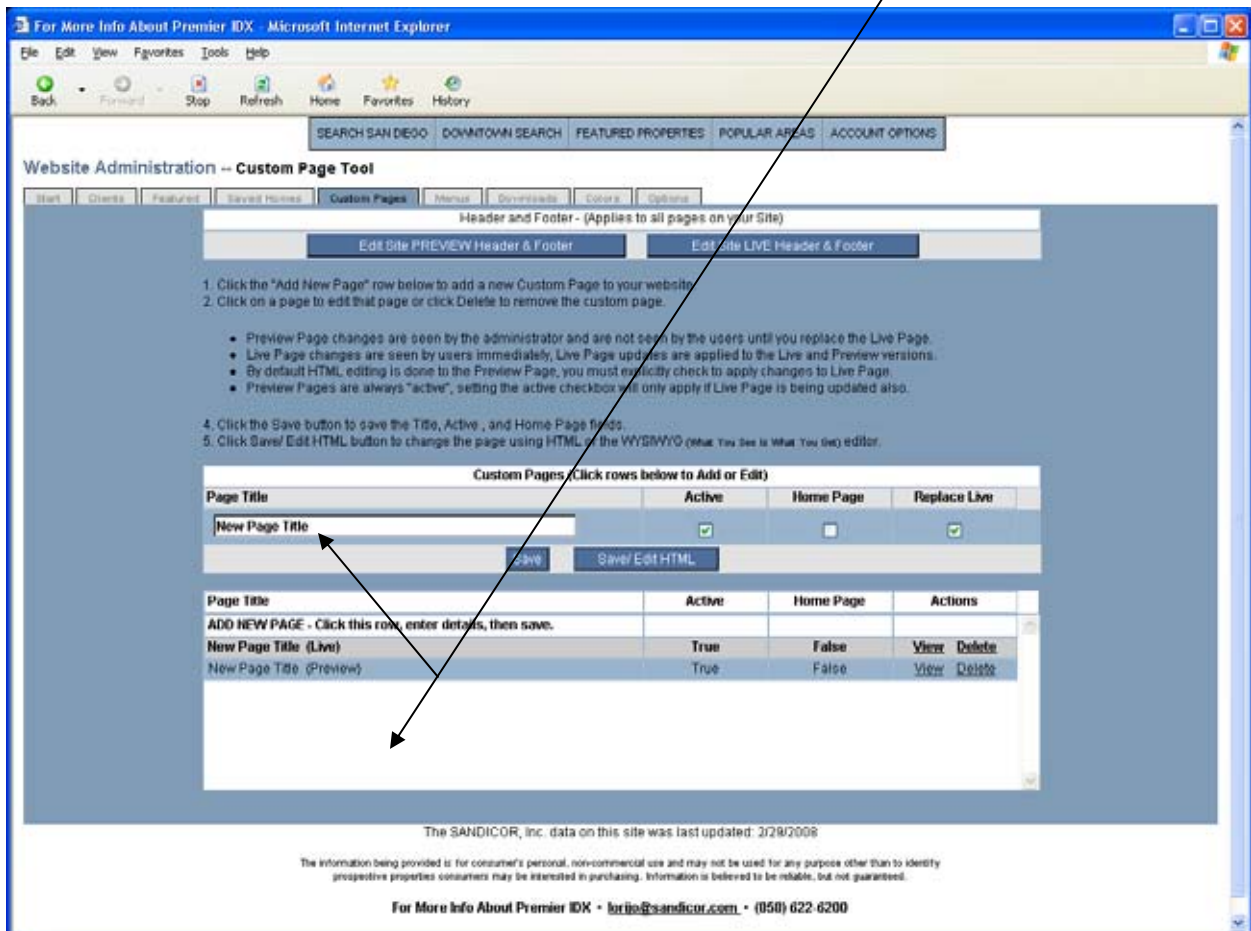 For More Info About Premier IDX - Microsoft Internet Explorer
File Edit View Favorites Tools Help
Back Forward Stop Refresh Home Favorites History
SEARCH SAN DIEGO DOWNTOWN SEARCH FEATURED PROPERTIES POPULAR AREAS ACCOUNT OPTIONS
Website Administration -- Custom Page Tool
Start Clients Featured Saved Homes Custom Pages Menus Downloads Colors Options
Header and Footer - (Applies to all pages on your Site)
Edit Site PREVIEW Header & Footer Edit Site LIVE Header & Footer
1. Click the "Add New Page" row below to add a new Custom Page to your website.
2. Click on a page to edit that page or click Delete to remove the custom page.
• Preview Page changes are seen by the administrator and are not seen by the users until you replace the Live Page.
• Live Page changes are seen by users immediately, Live Page updates are applied to the Live and Preview versions.
• By default HTML editing is done to the Preview Page, you must explicitly check to apply changes to Live Page.
• Preview Pages are always "active", setting the active checkbox will only apply if Live Page is being updated also.
4. Click the Save button to save the Title, Active , and Home Page fields.
5. Click Save/ Edit HTML button to change the page using HTML or the WYSIWYG (What You See Is What You Get) editor.
Custom Pages (Click rows below to Add or Edit)
Page Title Active Home Page Replace Live
New Page Title
Save Save/ Edit HTML
Page Title Active Home Page Actions
ADD NEW PAGE - Click this row, enter details, then save.
New Page Title (Live) True False View Delete
New Page Title (Preview) True False View Delete
The SANDICOR, Inc. data on this site was last updated: 2/29/2008
The information being provided is for consumer's personal, non-commercial use and may not be used for any purpose other than to identify
prospective properties consumers may be interested in purchasing. Information is believed to be reliable, but not guaranteed.
For More Info About Premier IDX • lorijo@sandicor.com • (858) 622-6200